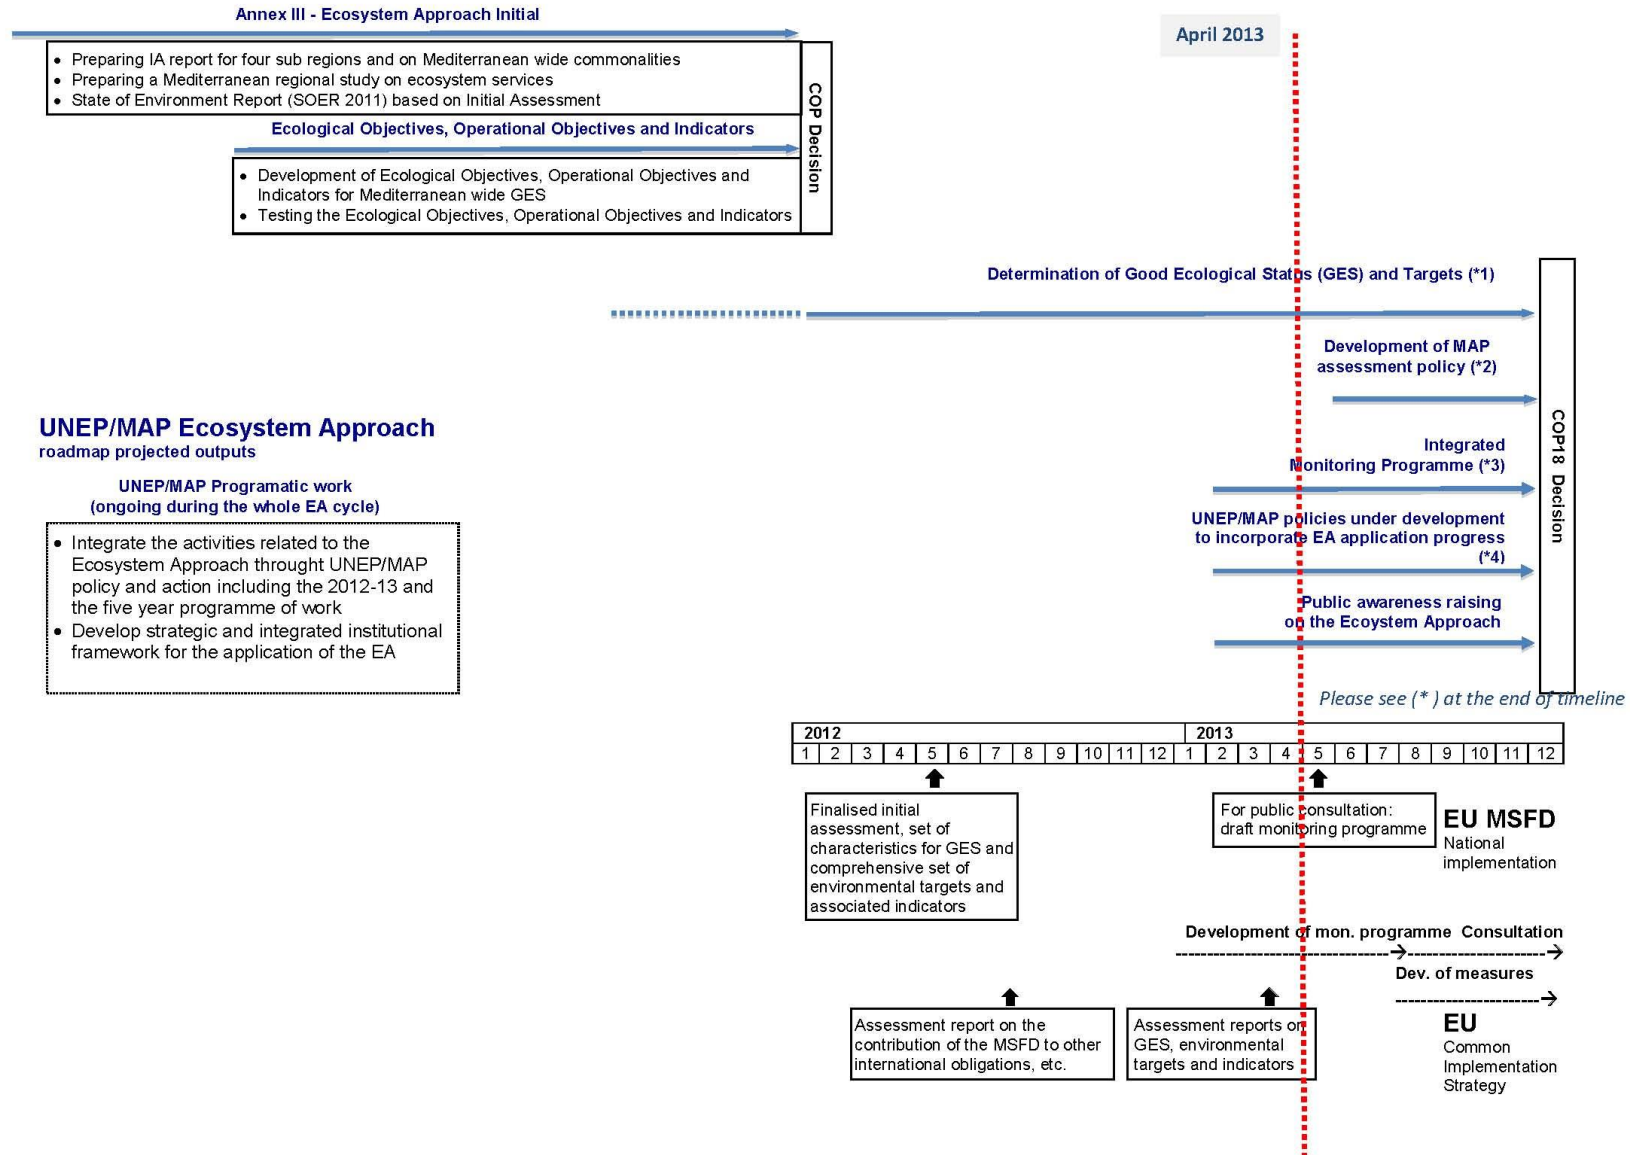 Annex III - Ecosystem Approach Initial
April 2013
• Preparing IA report for four sub regions and on Mediterranean wide commonalities
• Preparing a Mediterranean regional study on ecosystem services
• State of Environment Report (SOER 2011) based on Initial Assessment
COP Decision
Ecological Objectives, Operational Objectives and Indicators
• Development of Ecological Objectives, Operational Objectives and
Indicators for Mediterranean wide GES
• Testing the Ecological Objectives, Operational Objectives and Indicators
Determination of Good Ecological Status (GES) and Targets (*1)
Development of MAP
assessment policy (*2)
COP18 Decision
UNEP/MAP Ecosystem Approach
roadmap projected outputs
Integrated
Monitoring Programme (*3)
UNEP/MAP Programatic work
(ongoing during the whole EA cycle)
UNEP/MAP policies under development
to incorporate EA application progress
(*4)
• Integrate the activities related to the
Ecosystem Approach throught UNEP/MAP
policy and action including the 2012-13 and
the five year programme of work
• Develop strategic and integrated institutional
framework for the application of the EA
Public awareness raising
on the Ecoystem Approach
Please see (* ) at the end of timeline
2012 2013
1 2 3 4 5 6 7 8 9 10 11 12 1 2 3 4 5 6 7 8 9 10 11 12
Finalised initial
assessment, set of
characteristics for GES and
comprehensive set of
environmental targets and
associated indicators
For public consultation:
draft monitoring programme
EU MSFD
National
implementation
Development of mon. programme Consultation
Dev. of measures
Assessment report on the
contribution of the MSFD to other
international obligations, etc.
Assessment reports on
GES, environmental
targets and indicators
EU
Common
Implementation
Strategy